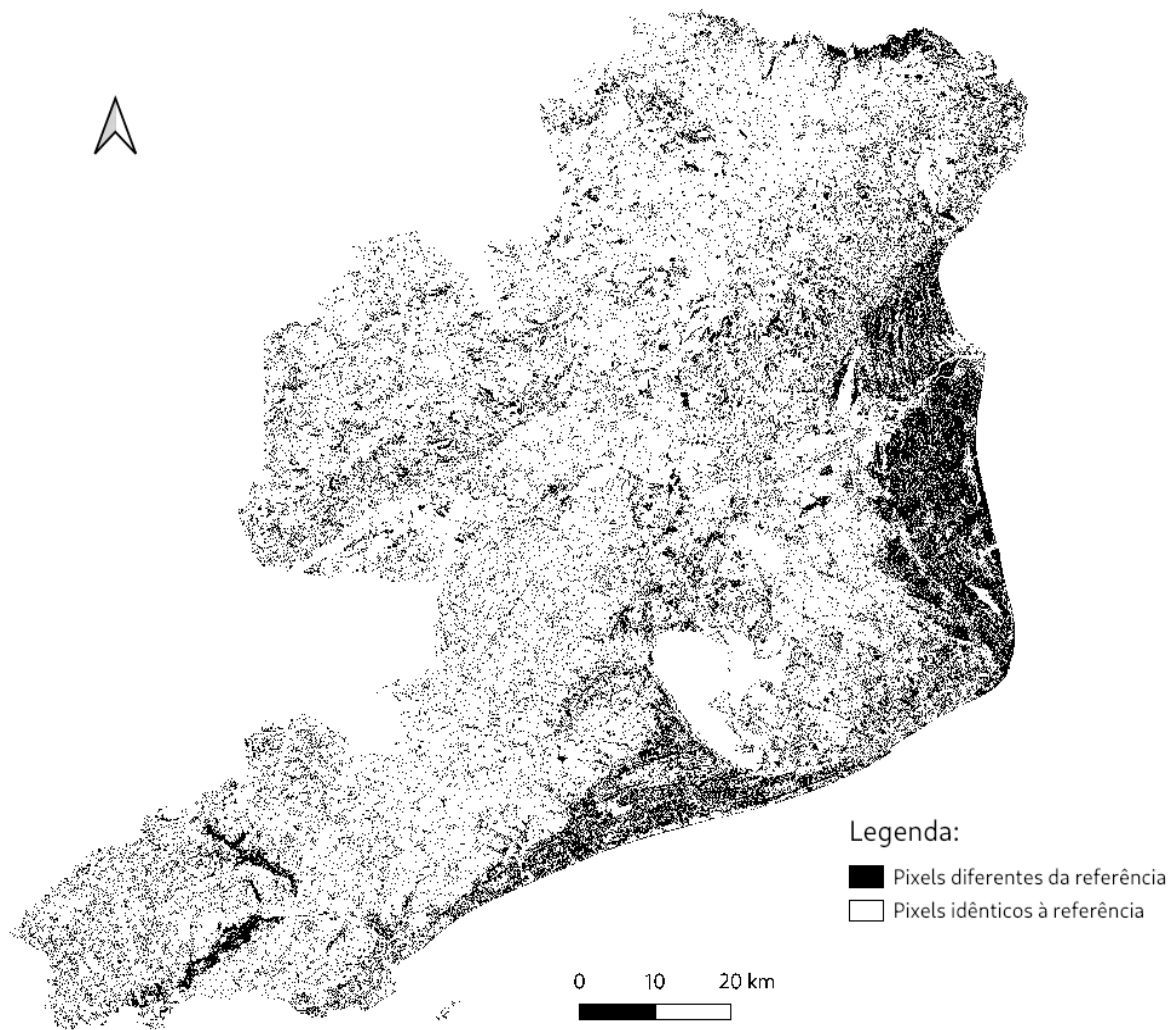 Legenda:
Pixels diferentes da referência
Pixels idênticos à referência
0 10 20 km